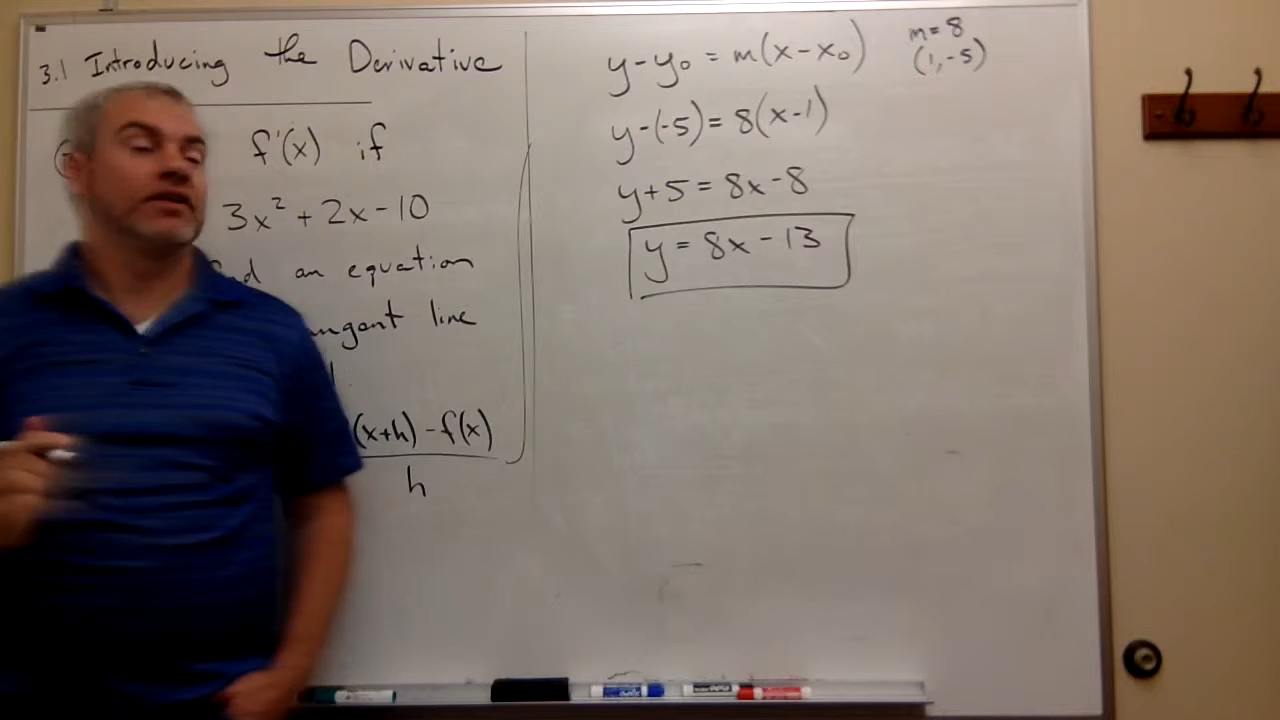 3.1 Introducing the Derivative
f'(x) if
3x² + 2x - 10
an equation
line
(x+h) - f(x)
h
y - y₀ = m(x - x₀)
m = 8
(1, -5)
y - (-5) = 8(x - 1)
y + 5 = 8x - 8
y = 8x - 13